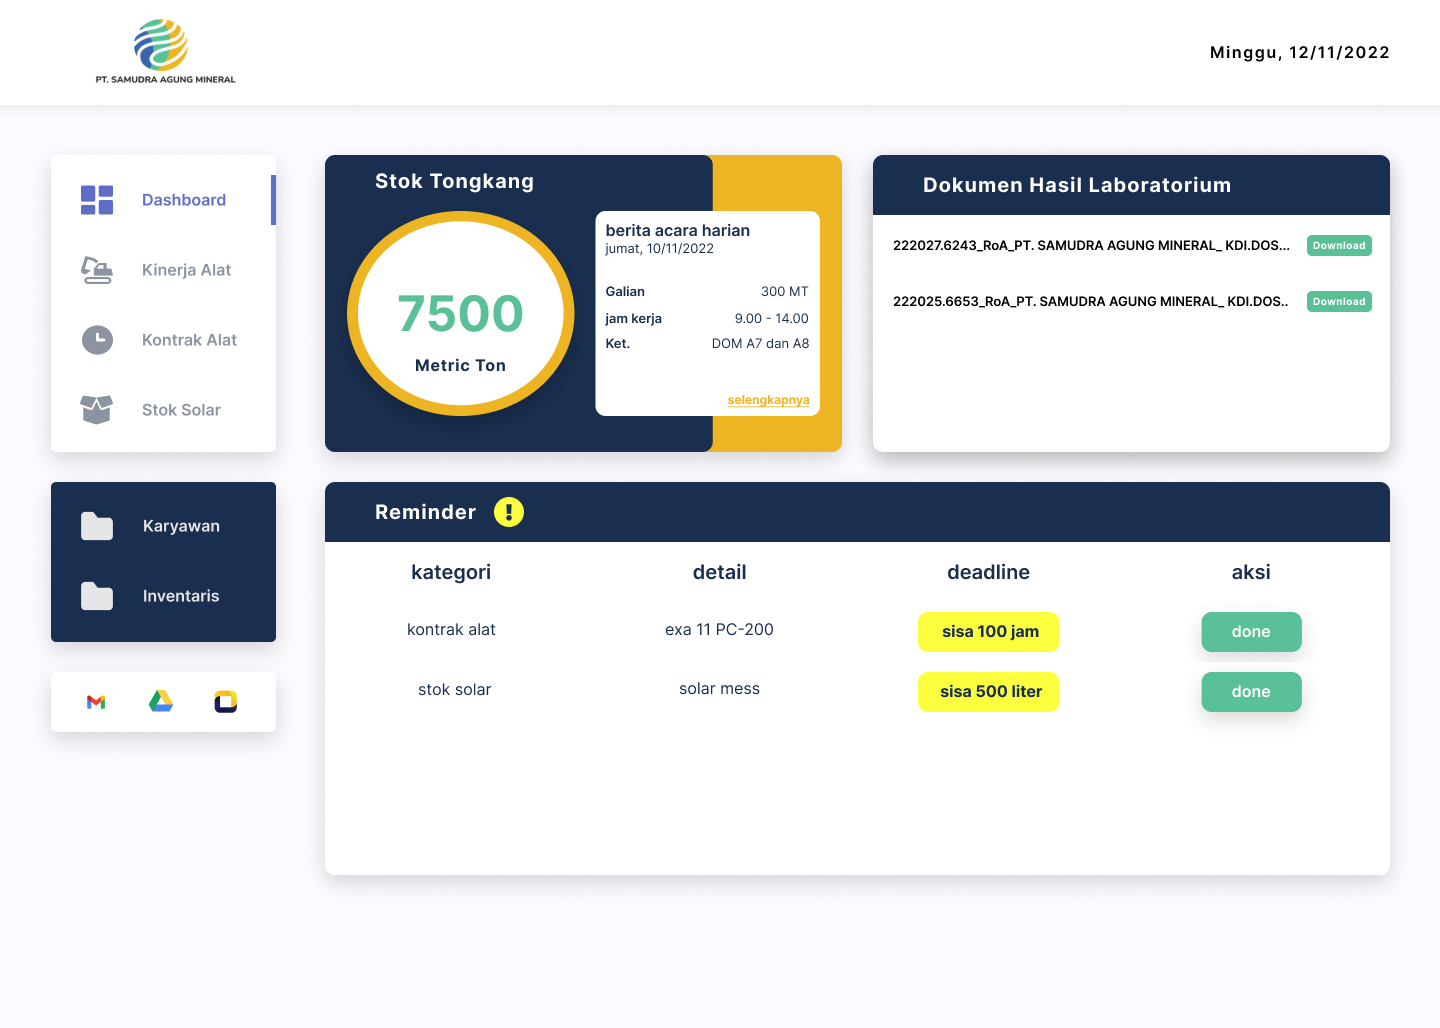 PT. SAMUDRA AGUNG MINERAL
Minggu, 12/11/2022
Dashboard
Kinerja Alat
Kontrak Alat
Stok Solar
Karyawan
Inventaris
Stok Tongkang
7500
Metric Ton
berita acara harian
jumat, 10/11/2022
Galian 300 MT
jam kerja 9.00 - 14.00
Ket. DOM A7 dan A8
selengkapnya
Dokumen Hasil Laboratorium
222027.6243_RoA_PT. SAMUDRA AGUNG MINERAL_ KDI.DOS... Download
222025.6653_RoA_PT. SAMUDRA AGUNG MINERAL_ KDI.DOS.. Download
Reminder !
kategori detail deadline aksi
kontrak alat exa 11 PC-200 sisa 100 jam done
stok solar solar mess sisa 500 liter done